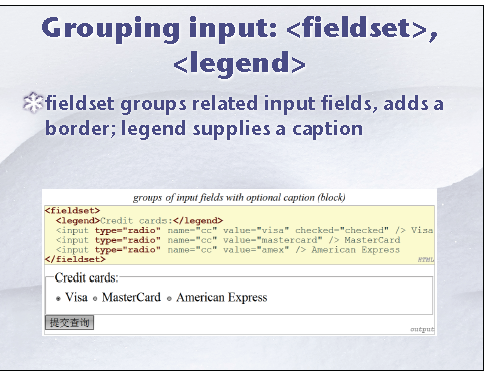 Grouping input: <fieldset>,
<legend>
fieldset groups related input fields, adds a
border; legend supplies a caption
groups of input fields with optional caption (block)
<fieldset>
<legend>Credit cards:</legend>
<input type="radio" name="cc" value="visa" checked="checked" /> Visa
<input type="radio" name="cc" value="mastercard" /> MasterCard
<input type="radio" name="cc" value="amex" /> American Express
</fieldset>
HTML
Credit cards:
Visa MasterCard American Express
提交查询
output